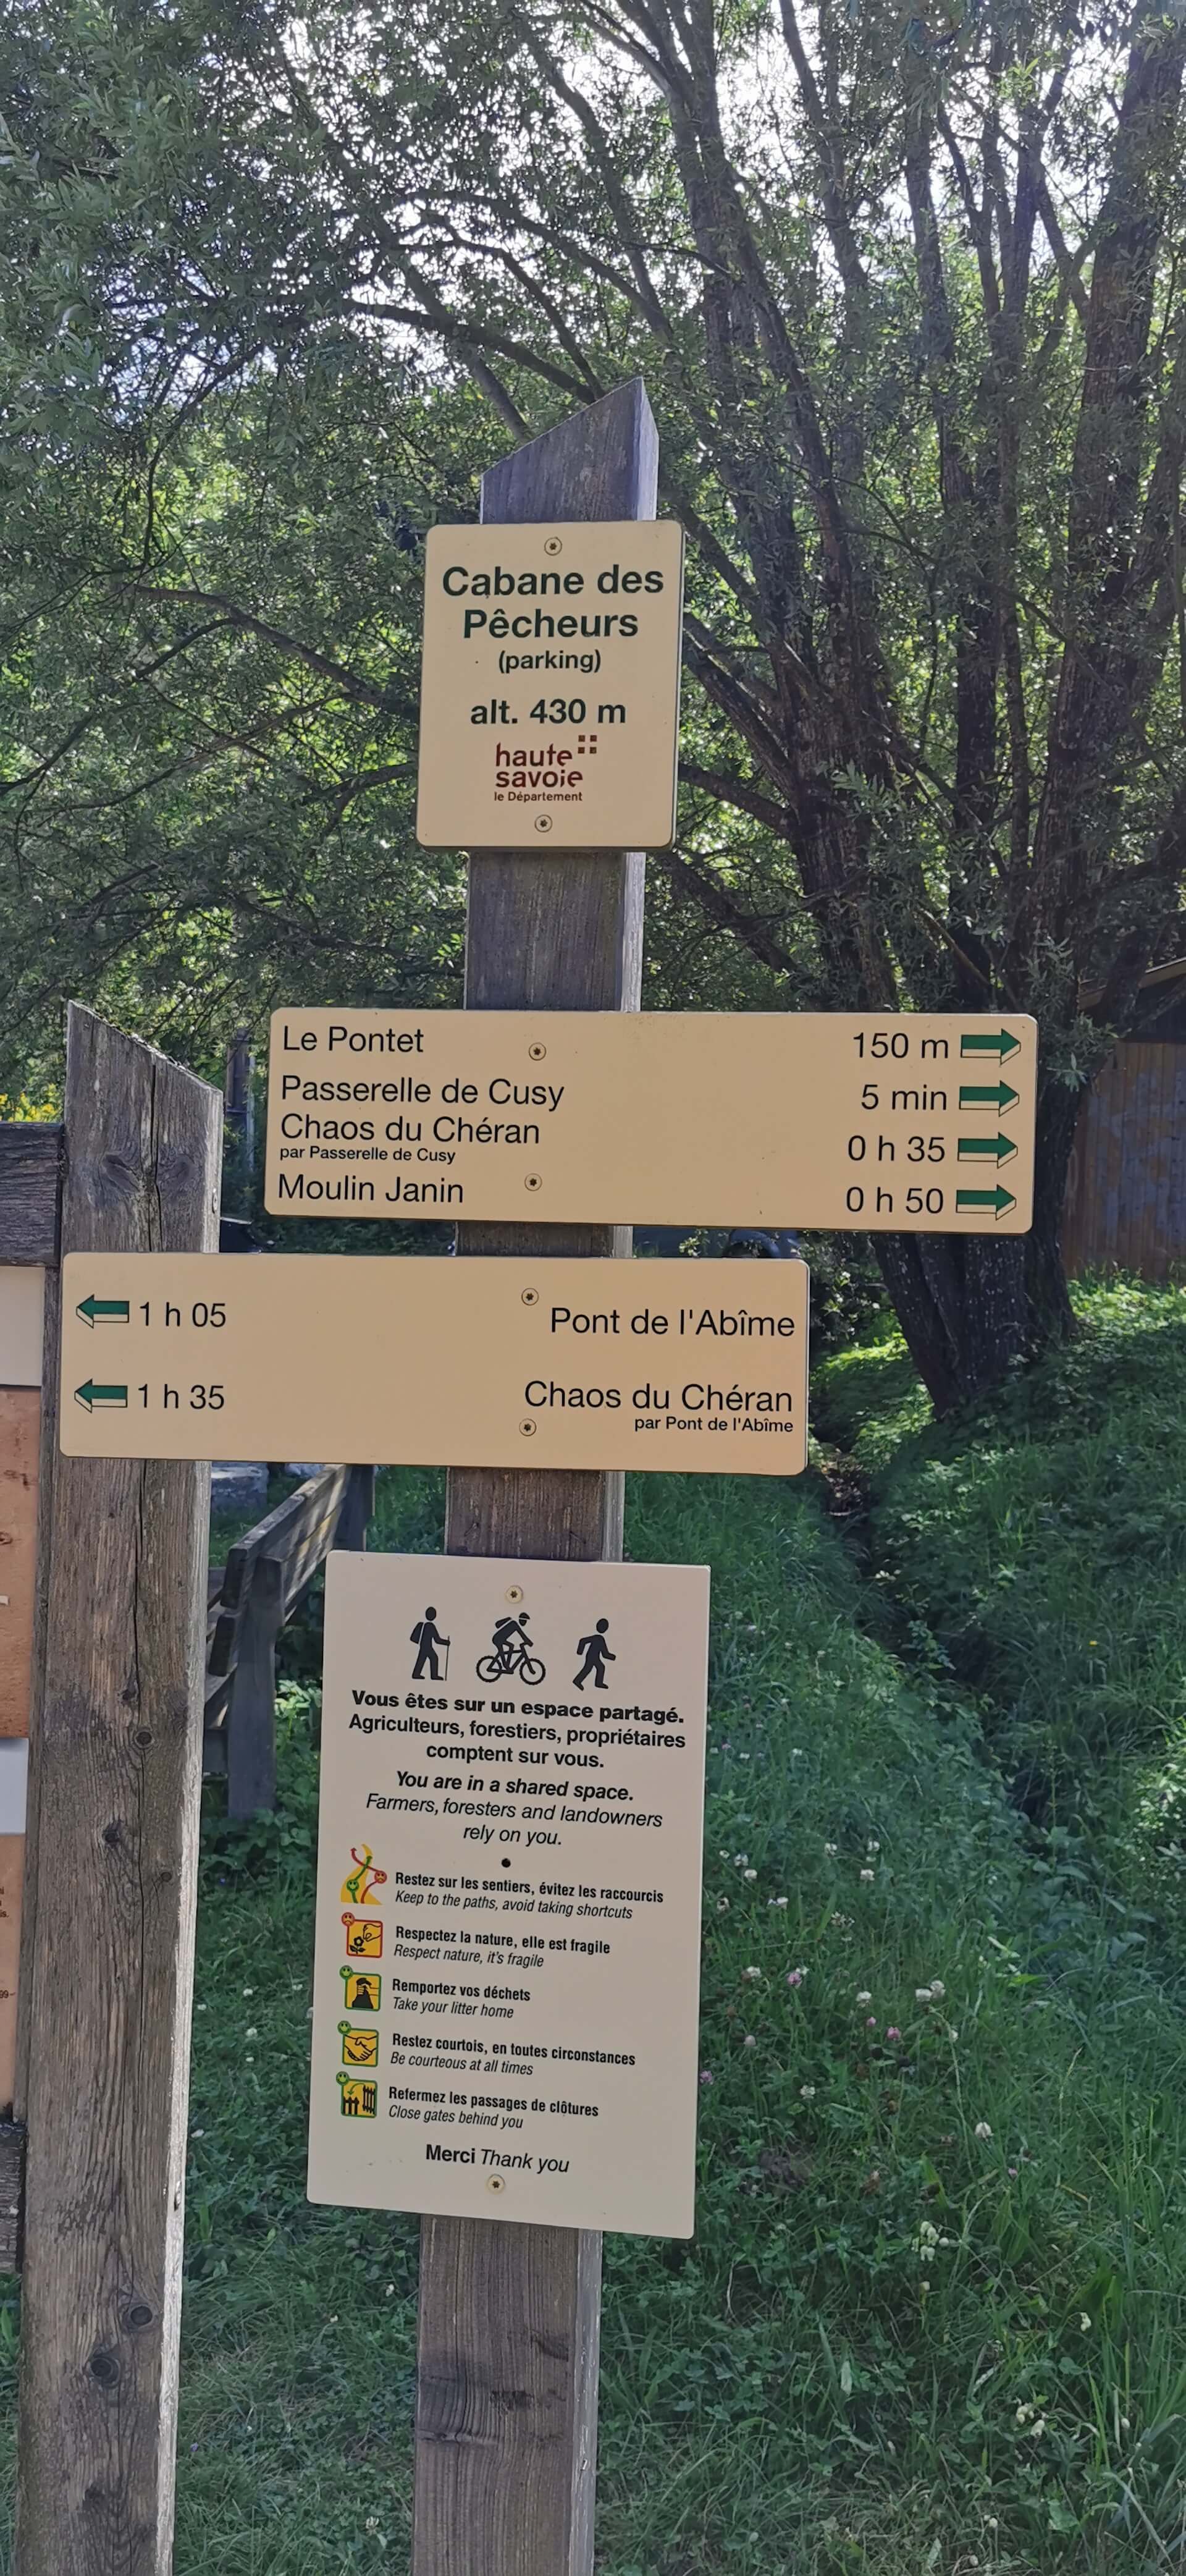 Cabane des
Pêcheurs
(parking)
alt. 430 m
haute
savoie
le Département
Le Pontet 150 m
Passerelle de Cusy 5 min
Chaos du Chéran 0 h 35
par Passerelle de Cusy
Moulin Janin 0 h 50
1 h 05 Pont de l'Abîme
1 h 35 Chaos du Chéran
par Pont de l'Abîme
Vous êtes sur un espace partagé.
Agriculteurs, forestiers, propriétaires
comptent sur vous.
You are in a shared space.
Farmers, foresters and landowners
rely on you.
Restez sur les sentiers, évitez les raccourcis
Keep to the paths, avoid taking shortcuts
Respectez la nature, elle est fragile
Respect nature, it's fragile
Remportez vos déchets
Take your litter home
Restez courtois, en toutes circonstances
Be courteous at all times
Refermez les passages de clôtures
Close gates behind you
Merci Thank you